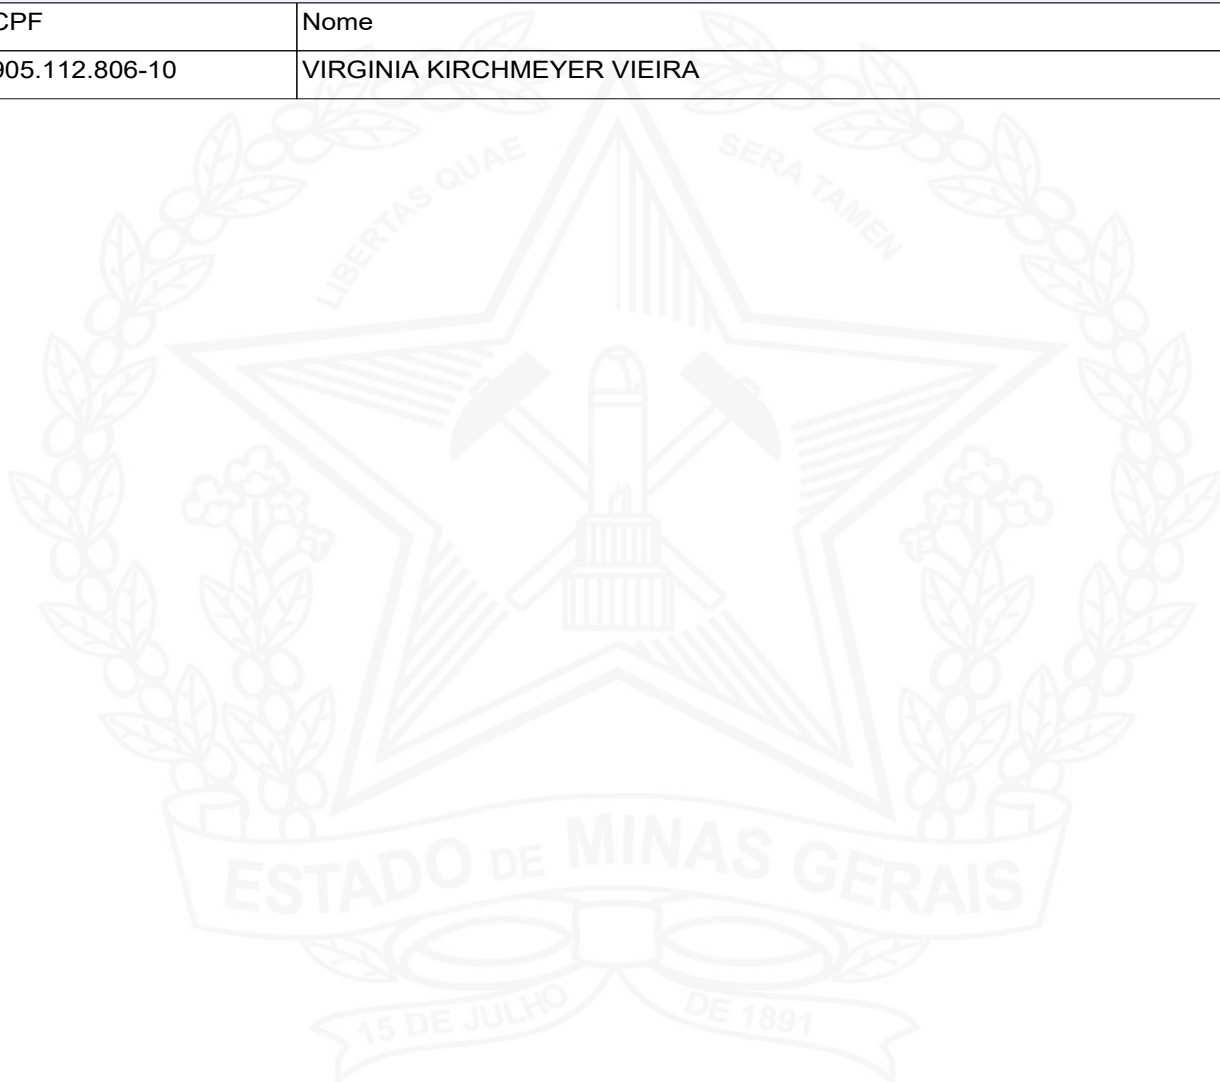 CPF Nome
905.112.806-10 VIRGINIA KIRCHMEYER VIEIRA
LIBERTAS QUAE SERA TAMEN
ESTADO DE MINAS GERAIS
15 DE JULHO DE 1891